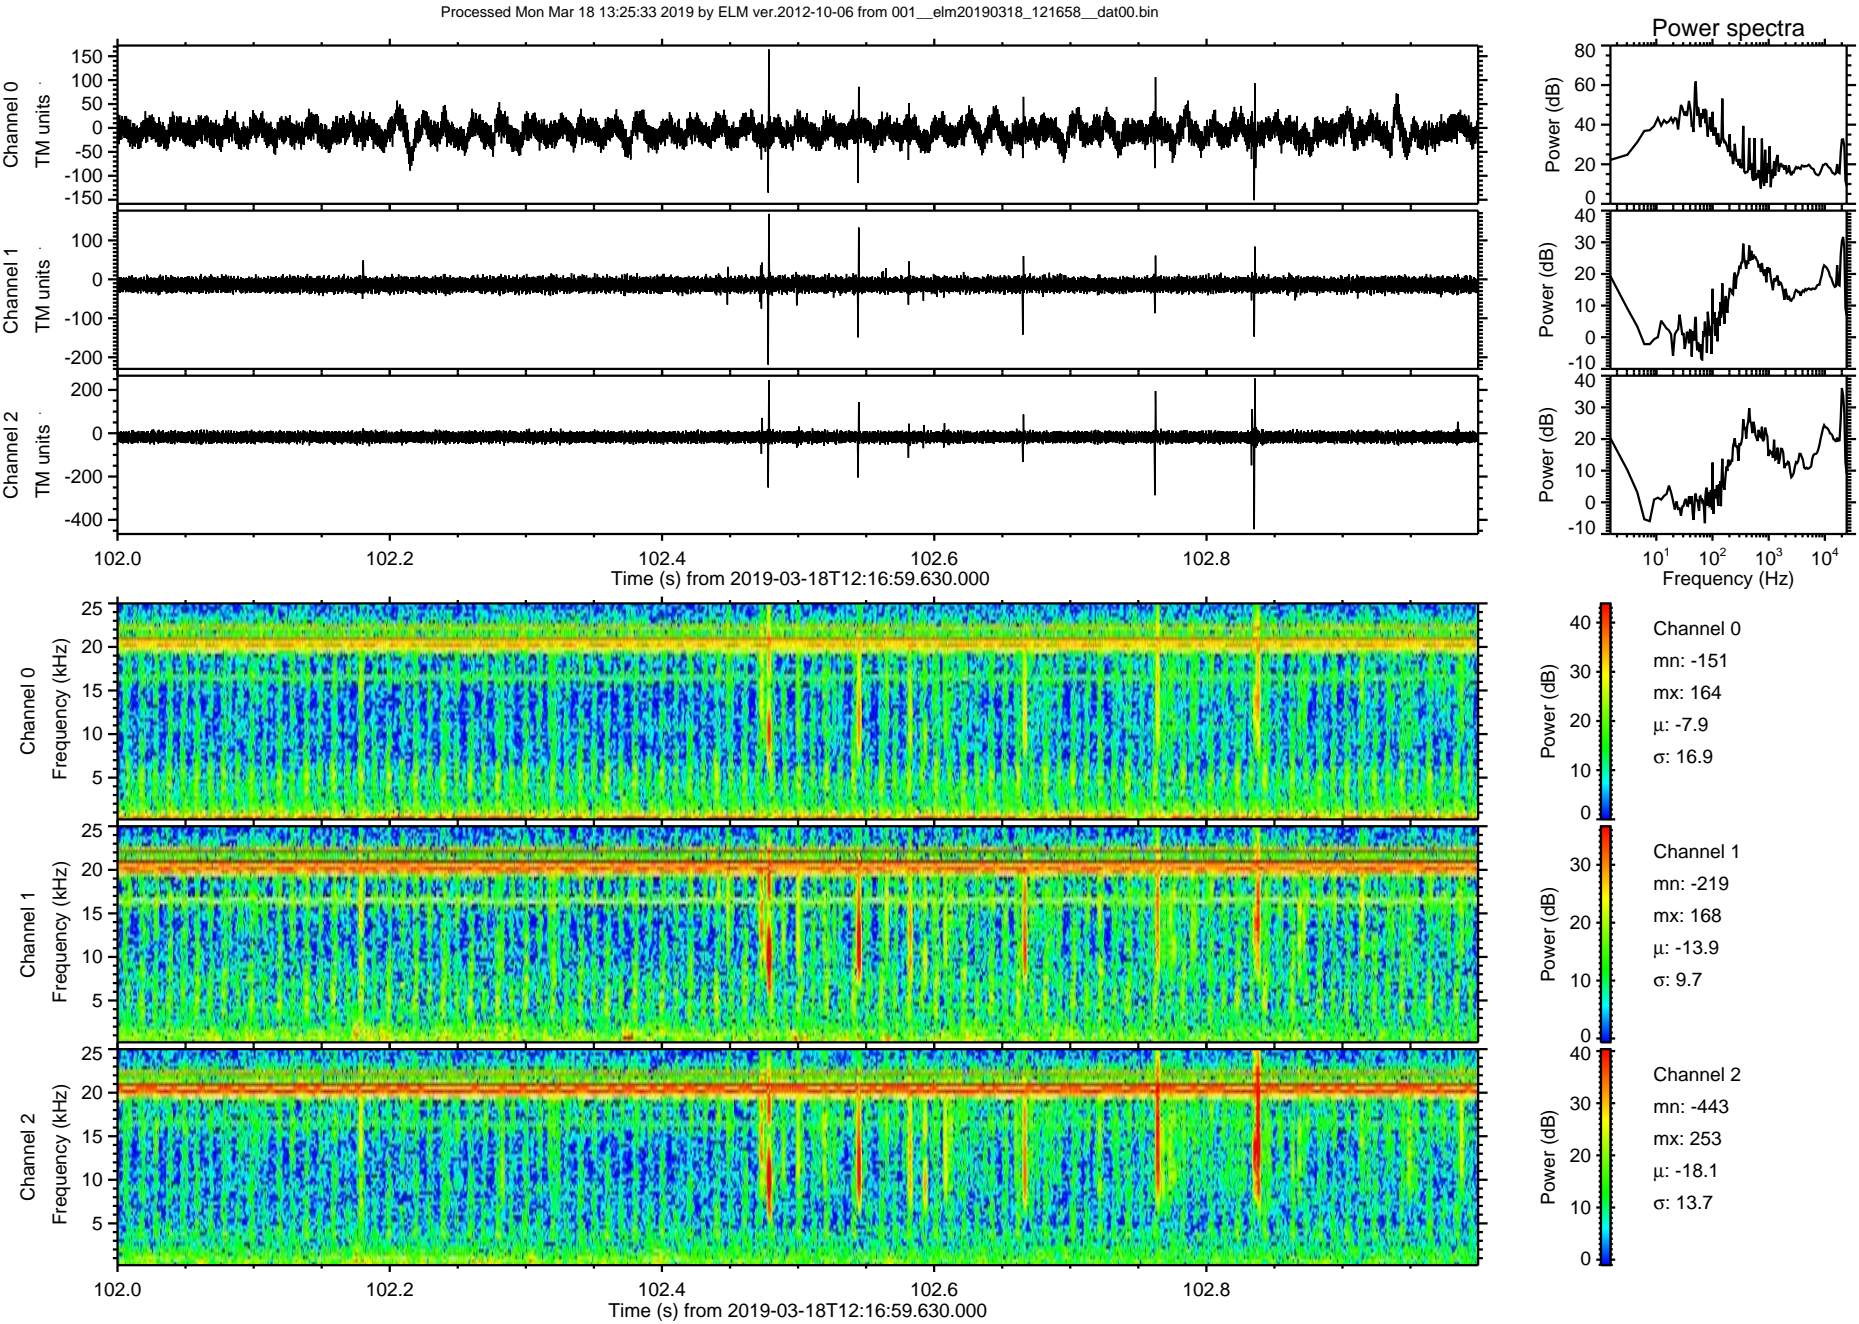 Processed Mon Mar 18 13:25:33 2019 by ELM ver.2012-10-06 from 001__elm20190318_121658__dat00.bin
Power spectra
Channel 0
TM units
150
100
50
0
-50
-100
-150
Power (dB)
80
60
40
20
0
Channel 1
TM units
100
0
-100
-200
Power (dB)
40
30
20
10
0
-10
Channel 2
TM units
200
0
-200
-400
Power (dB)
40
30
20
10
0
-10
102.0 102.2 102.4 102.6 102.8
Time (s) from 2019-03-18T12:16:59.630.000
10^1 10^2 10^3 10^4
Frequency (Hz)
Channel 0
Frequency (kHz)
25
20
15
10
5
Power (dB)
40
30
20
10
0
Channel 0
mn: -151
mx: 164
μ: -7.9
σ: 16.9
Channel 1
Frequency (kHz)
25
20
15
10
5
Power (dB)
30
20
10
0
Channel 1
mn: -219
mx: 168
μ: -13.9
σ: 9.7
Channel 2
Frequency (kHz)
25
20
15
10
5
Power (dB)
40
30
20
10
0
Channel 2
mn: -443
mx: 253
μ: -18.1
σ: 13.7
102.0 102.2 102.4 102.6 102.8
Time (s) from 2019-03-18T12:16:59.630.000